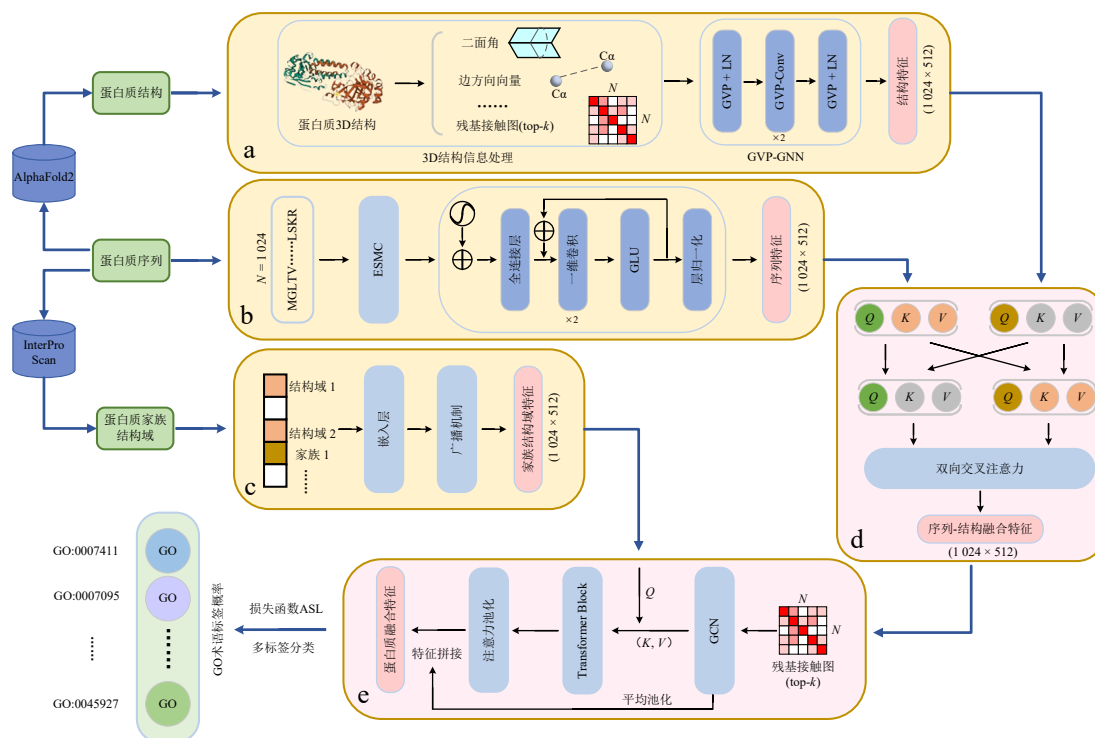 蛋白质结构
AlphaFold2
蛋白质序列
InterPro
Scan
蛋白质家族
结构域
蛋白质3D结构
二面角
边方向向量
Cα
Cα
……
残基接触图(top-k)
N
N
3D结构信息处理
GVP + LN
GVP-Conv
GVP + LN
×2
GVP-GNN
结构特征
(1 024 × 512)
a
N = 1 024
MGLTV……LSKR
ESMC
全连接层
一维卷积
GLU
层归一化
×2
序列特征
(1 024 × 512)
b
结构域 1
结构域 2
家族 1
……
嵌入层
广播机制
家族结构域特征
(1 024 × 512)
c
Q
K
V
Q
K
V
Q
K
V
Q
K
V
双向交叉注意力
序列-结构融合特征
(1 024 × 512)
d
N
N
残基接触图
(top-k)
GCN
Q
(K, V)
Transformer Block
注意力池化
特征拼接
平均池化
蛋白质融合特征
e
损失函数ASL
多标签分类
GO术语标签概率
GO:0007411
GO
GO:0007095
GO
……
……
GO:0045927
GO